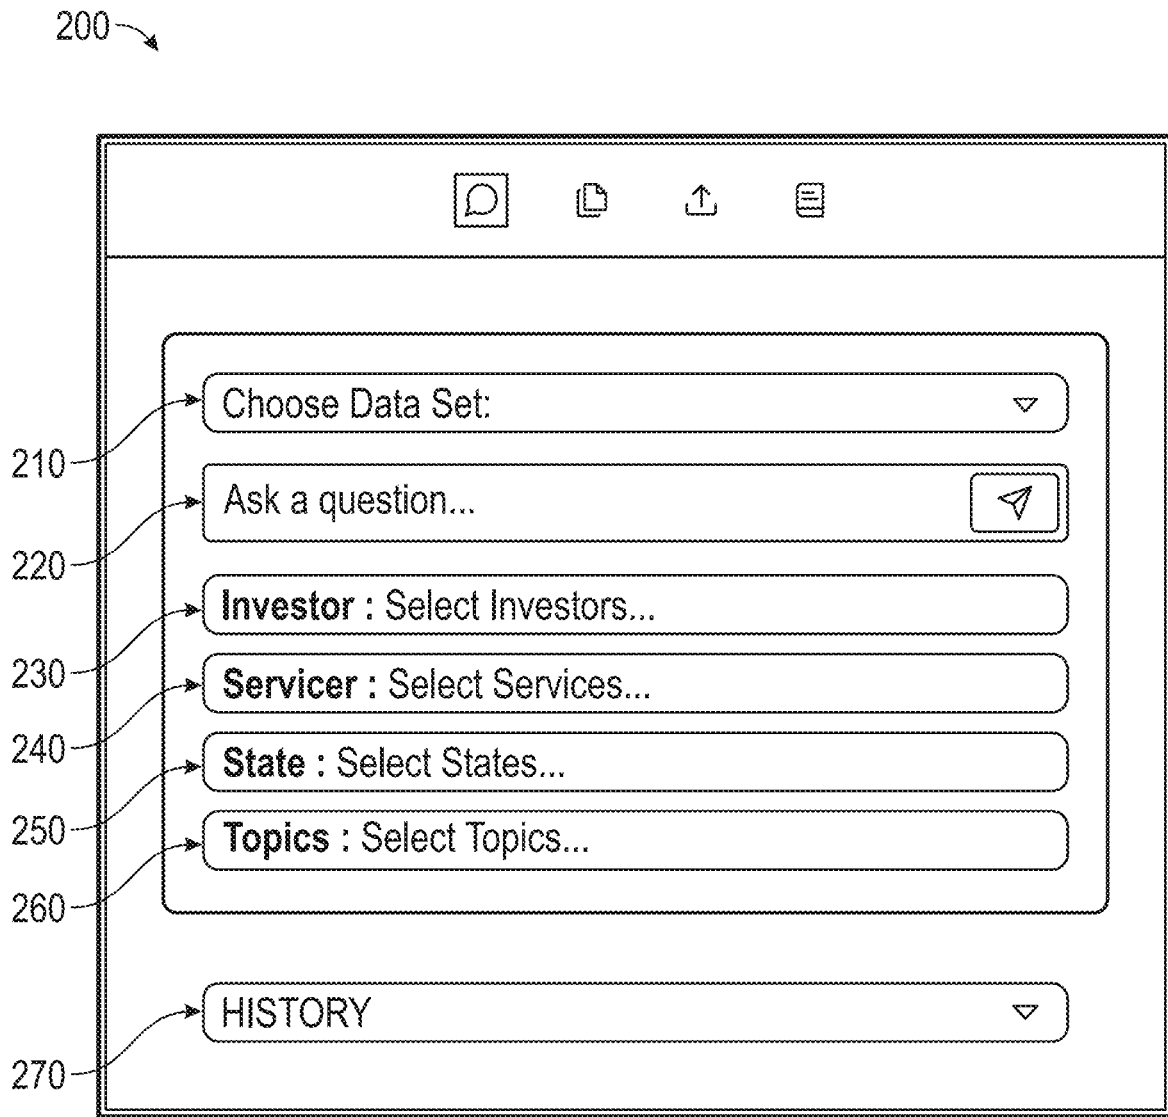 200
Choose Data Set:
210
Ask a question...
220
Investor : Select Investors...
230
Servicer : Select Services...
240
State : Select States...
250
Topics : Select Topics...
260
HISTORY
270